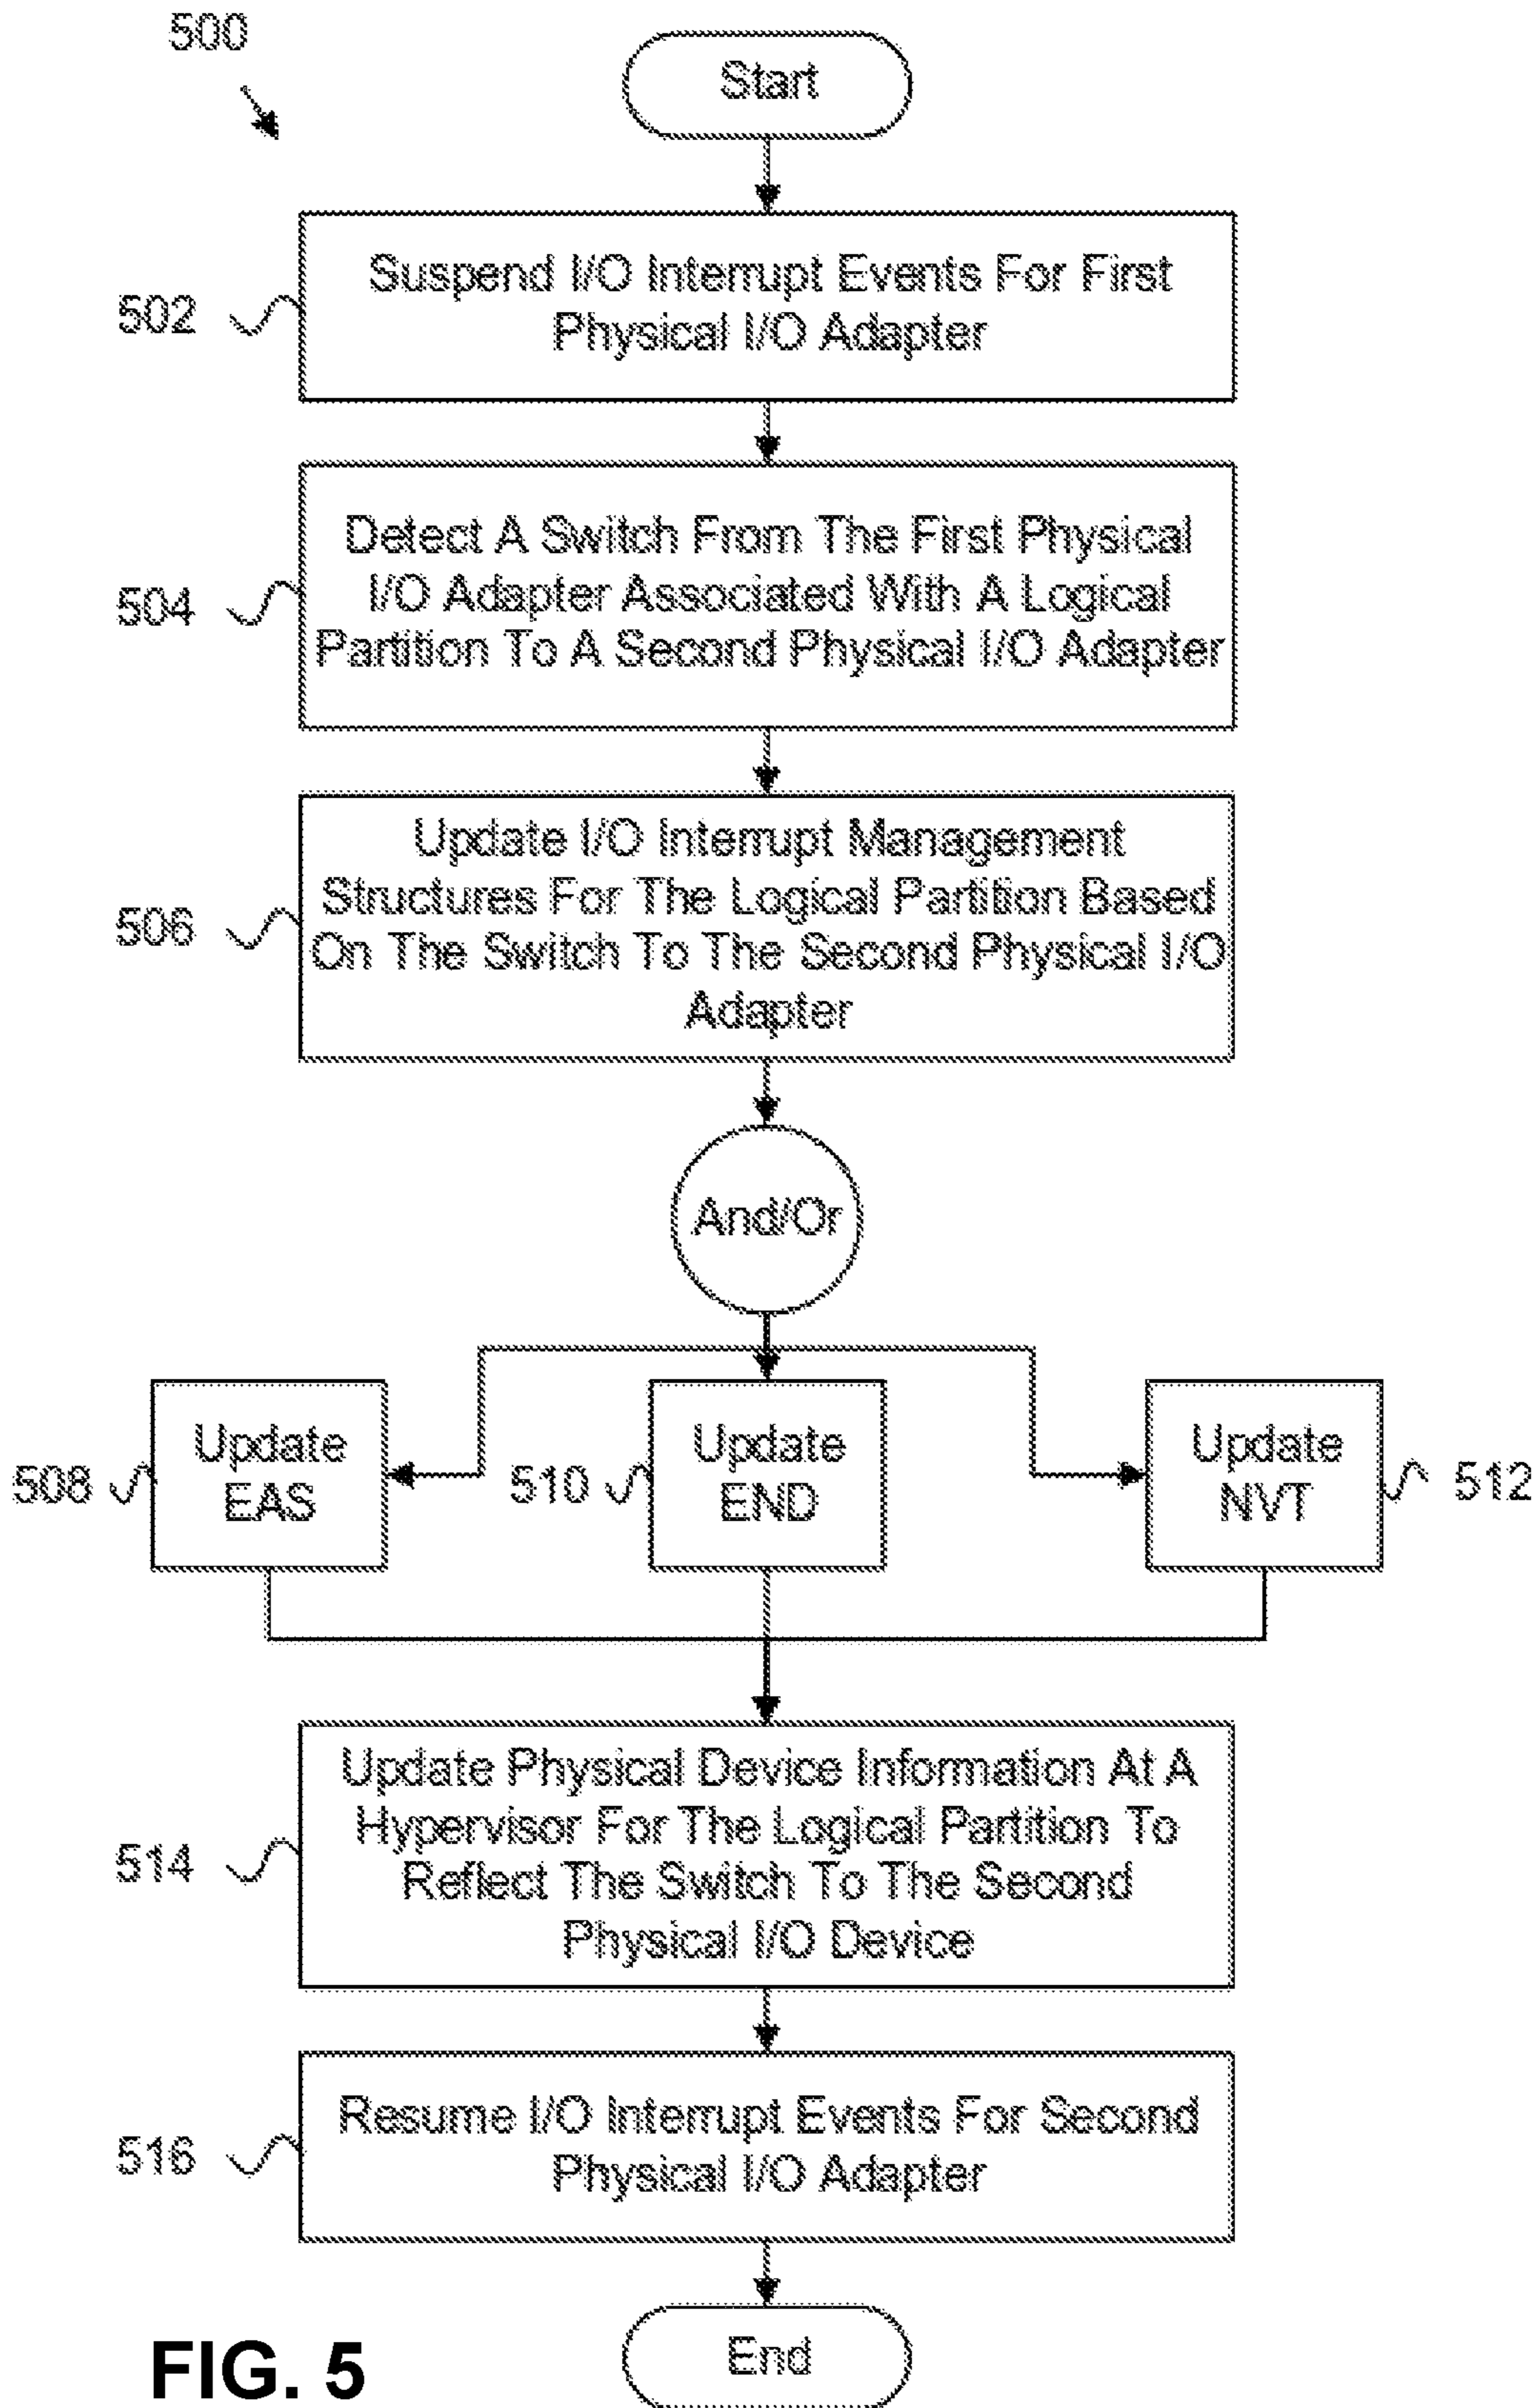 500
Start
Suspend I/O Interrupt Events For First
Physical I/O Adapter
502
Detect A Switch From The First Physical
I/O Adapter Associated With A Logical
Partition To A Second Physical I/O Adapter
504
Update I/O Interrupt Management
Structures For The Logical Partition Based
On The Switch To The Second Physical I/O
Adapter
506
And/Or
508
Update
EAS
510
Update
END
Update
NVT
512
Update Physical Device Information At A
Hypervisor For The Logical Partition To
Reflect The Switch To The Second
Physical I/O Device
514
Resume I/O Interrupt Events For Second
Physical I/O Adapter
516
End
FIG. 5